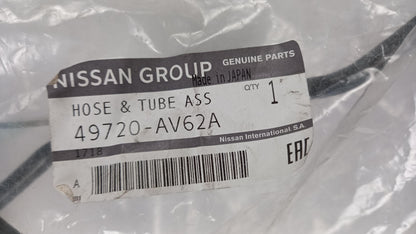 GENUINE PARTS
NISSAN GROUP
Made in JAPAN
HOSE & TUBE ASS
QTY 1
49720-AV62A
Nissan International S.A.
1718
EAC
A